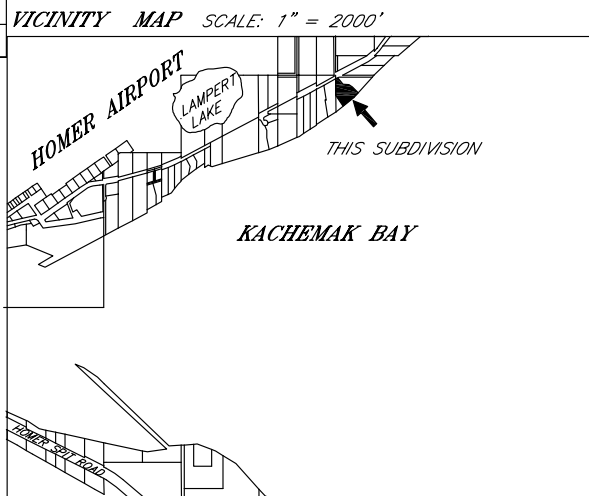 VICINITY MAP SCALE: 1" = 2000'
HOMER AIRPORT
LAMPERT
LAKE
THIS SUBDIVISION
KACHEMAK BAY
HOMER SPIT ROAD